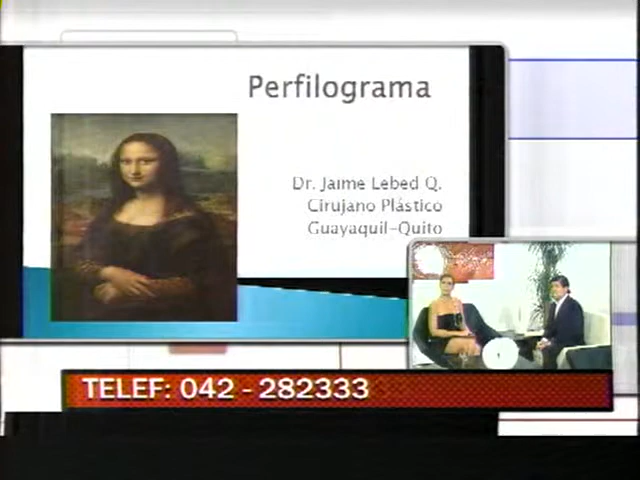 Perfilograma
Dr. Jaime Lebed Q.
Cirujano Plástico
Guayaquil-Quito
TELEF: 042 - 282333